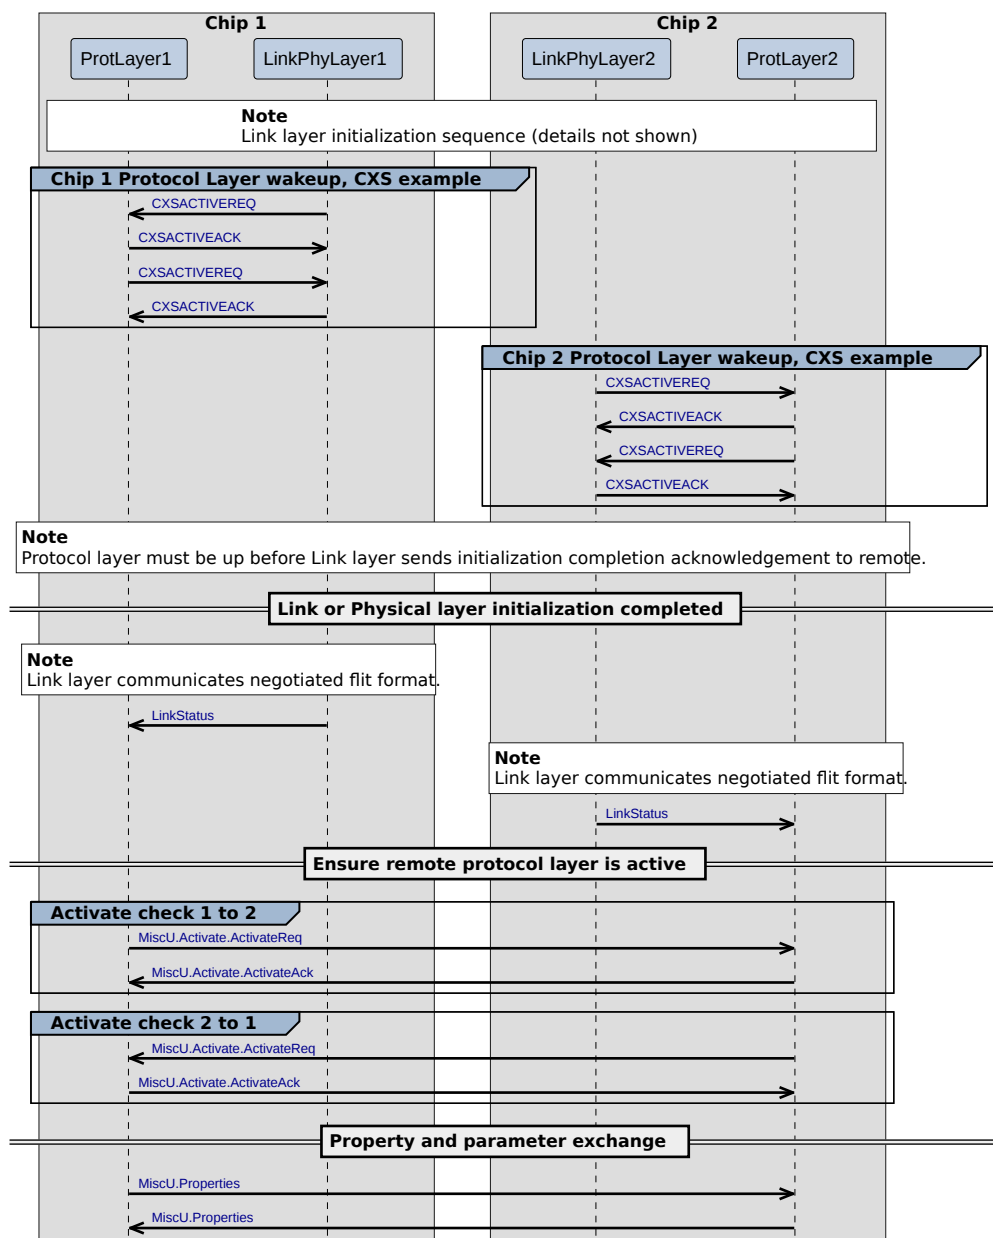 Chip 1
Chip 2
ProtLayer1
LinkPhyLayer1
LinkPhyLayer2
ProtLayer2
Note
Link layer initialization sequence (details not shown)
Chip 1 Protocol Layer wakeup, CXS example
CXSACTIVEREQ
CXSACTIVEACK
CXSACTIVEREQ
CXSACTIVEACK
Chip 2 Protocol Layer wakeup, CXS example
CXSACTIVEREQ
CXSACTIVEACK
CXSACTIVEREQ
CXSACTIVEACK
Note
Protocol layer must be up before Link layer sends initialization completion acknowledgement to remote.
Link or Physical layer initialization completed
Note
Link layer communicates negotiated flit format.
LinkStatus
Note
Link layer communicates negotiated flit format.
LinkStatus
Ensure remote protocol layer is active
Activate check 1 to 2
MiscU.Activate.ActivateReq
MiscU.Activate.ActivateAck
Activate check 2 to 1
MiscU.Activate.ActivateReq
MiscU.Activate.ActivateAck
Property and parameter exchange
MiscU.Properties
MiscU.Properties